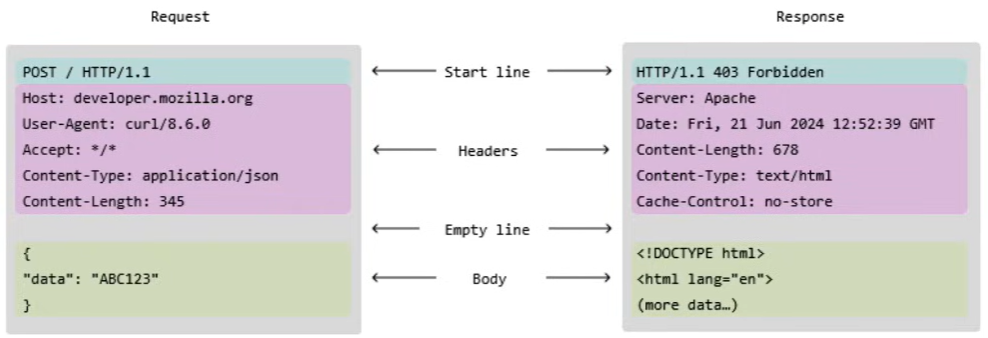 Request
POST / HTTP/1.1
Host: developer.mozilla.org
User-Agent: curl/8.6.0
Accept: */*
Content-Type: application/json
Content-Length: 345
{
"data": "ABC123"
}
Start line
Headers
Empty line
Body
Response
HTTP/1.1 403 Forbidden
Server: Apache
Date: Fri, 21 Jun 2024 12:52:39 GMT
Content-Length: 678
Content-Type: text/html
Cache-Control: no-store
<!DOCTYPE html>
<html lang="en">
(more data…)